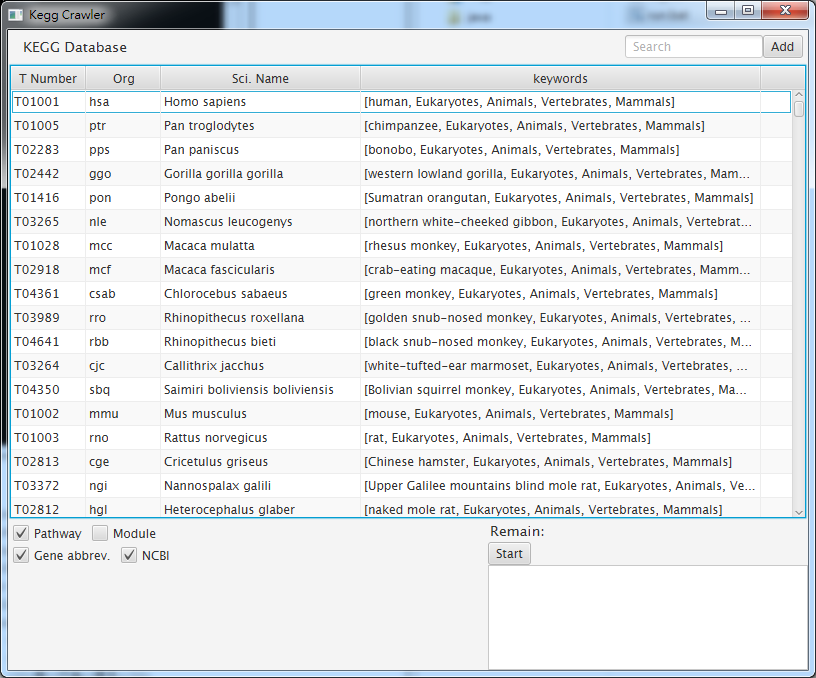 Kegg Crawler
KEGG Database Search Add
T Number Org Sci. Name keywords
T01001 hsa Homo sapiens [human, Eukaryotes, Animals, Vertebrates, Mammals]
T01005 ptr Pan troglodytes [chimpanzee, Eukaryotes, Animals, Vertebrates, Mammals]
T02283 pps Pan paniscus [bonobo, Eukaryotes, Animals, Vertebrates, Mammals]
T02442 ggo Gorilla gorilla gorilla [western lowland gorilla, Eukaryotes, Animals, Vertebrates, Mam...
T01416 pon Pongo abelii [Sumatran orangutan, Eukaryotes, Animals, Vertebrates, Mammals]
T03265 nle Nomascus leucogenys [northern white-cheeked gibbon, Eukaryotes, Animals, Vertebrat...
T01028 mcc Macaca mulatta [rhesus monkey, Eukaryotes, Animals, Vertebrates, Mammals]
T02918 mcf Macaca fascicularis [crab-eating macaque, Eukaryotes, Animals, Vertebrates, Mamm...
T04361 csab Chlorocebus sabaeus [green monkey, Eukaryotes, Animals, Vertebrates, Mammals]
T03989 rro Rhinopithecus roxellana [golden snub-nosed monkey, Eukaryotes, Animals, Vertebrates, ...
T04641 rbb Rhinopithecus bieti [black snub-nosed monkey, Eukaryotes, Animals, Vertebrates, M...
T03264 cjc Callithrix jacchus [white-tufted-ear marmoset, Eukaryotes, Animals, Vertebrates, ...
T04350 sbq Saimiri boliviensis boliviensis [Bolivian squirrel monkey, Eukaryotes, Animals, Vertebrates, Ma...
T01002 mmu Mus musculus [mouse, Eukaryotes, Animals, Vertebrates, Mammals]
T01003 rno Rattus norvegicus [rat, Eukaryotes, Animals, Vertebrates, Mammals]
T02813 cge Cricetulus griseus [Chinese hamster, Eukaryotes, Animals, Vertebrates, Mammals]
T03372 ngi Nannospalax galili [Upper Galilee mountains blind mole rat, Eukaryotes, Animals, Ve...
T02812 hgl Heterocephalus glaber [naked mole rat, Eukaryotes, Animals, Vertebrates, Mammals]
Pathway Module Remain:
Gene abbrev. NCBI Start